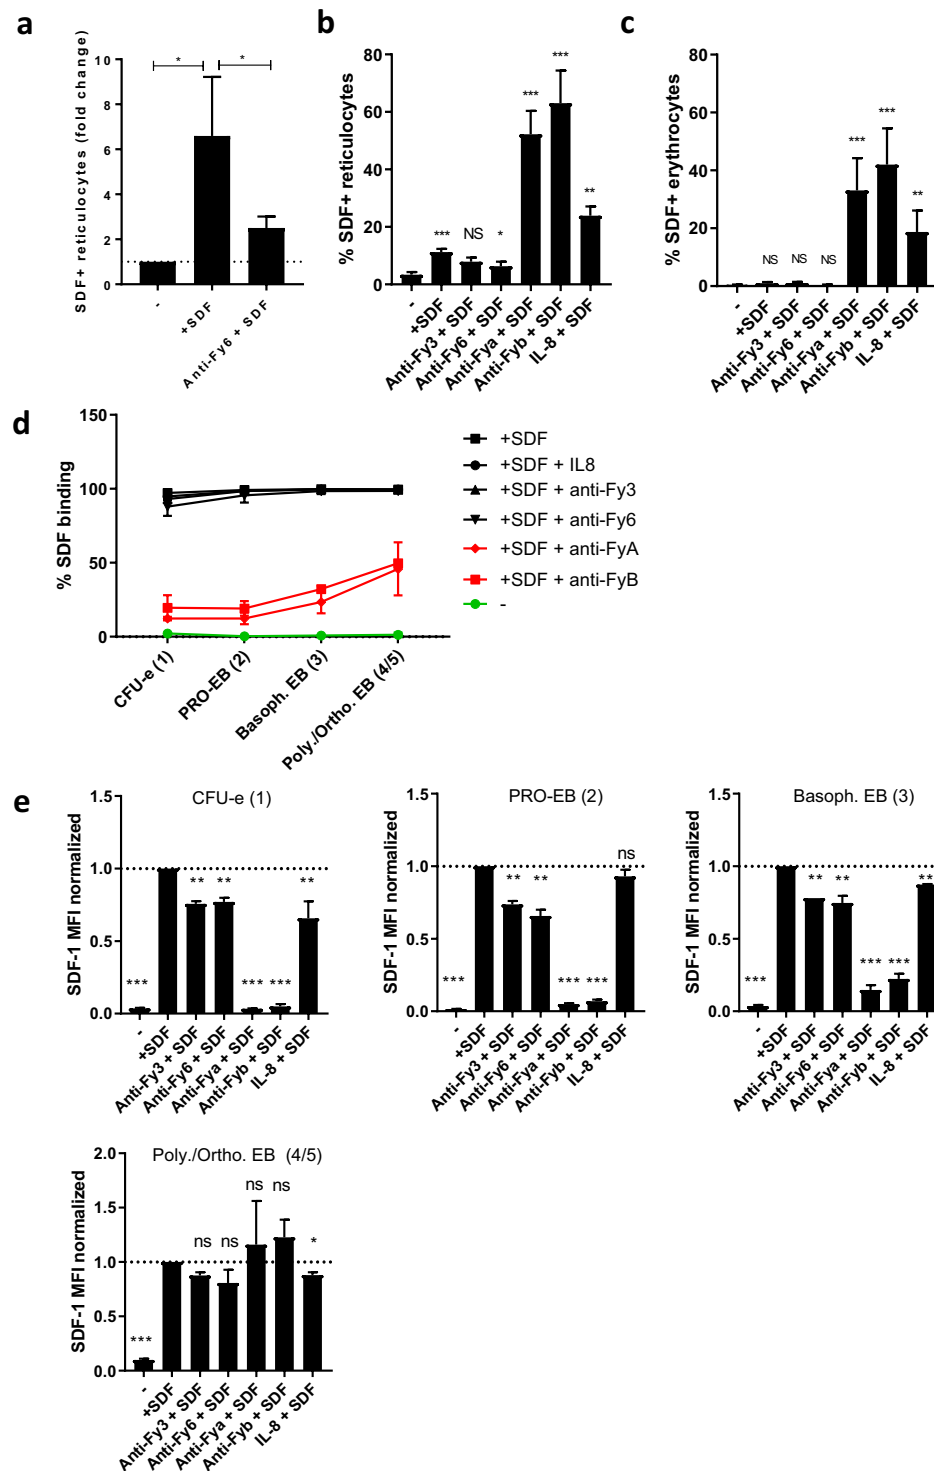 a
SDF+ reticulocytes (fold change)
10
8
6
4
2
0
*
*
-
+SDF
Anti-Fy6 + SDF
b
% SDF+ reticulocytes
80
60
40
20
0
***
NS
*
***
***
**
-
+SDF
Anti-Fy3 + SDF
Anti-Fy6 + SDF
Anti-Fya + SDF
Anti-Fyb + SDF
IL-8 + SDF
c
% SDF+ erythrocytes
80
60
40
20
0
NS
NS
NS
***
***
**
-
+SDF
Anti-Fy3 + SDF
Anti-Fy6 + SDF
Anti-Fya + SDF
Anti-Fyb + SDF
IL-8 + SDF
d
% SDF binding
150
100
50
0
CFU-e (1)
PRO-EB (2)
Basoph. EB (3)
Poly./Ortho. EB (4/5)
+SDF
+SDF + IL8
+SDF + anti-Fy3
+SDF + anti-Fy6
+SDF + anti-FyA
+SDF + anti-FyB
-
e
CFU-e (1)
SDF-1 MFI normalized
1.5
1.0
0.5
0.0
***
**
**
***
***
**
-
+SDF
Anti-Fy3 + SDF
Anti-Fy6 + SDF
Anti-Fya + SDF
Anti-Fyb + SDF
IL-8 + SDF
PRO-EB (2)
SDF-1 MFI normalized
1.5
1.0
0.5
0.0
***
**
**
***
***
ns
-
+SDF
Anti-Fy3 + SDF
Anti-Fy6 + SDF
Anti-Fya + SDF
Anti-Fyb + SDF
IL-8 + SDF
Basoph. EB (3)
SDF-1 MFI normalized
1.5
1.0
0.5
0.0
***
**
**
***
***
**
-
+SDF
Anti-Fy3 + SDF
Anti-Fy6 + SDF
Anti-Fya + SDF
Anti-Fyb + SDF
IL-8 + SDF
Poly./Ortho. EB (4/5)
SDF-1 MFI normalized
2.0
1.5
1.0
0.5
0.0
***
ns
ns
ns
ns
*
-
+SDF
Anti-Fy3 + SDF
Anti-Fy6 + SDF
Anti-Fya + SDF
Anti-Fyb + SDF
IL-8 + SDF